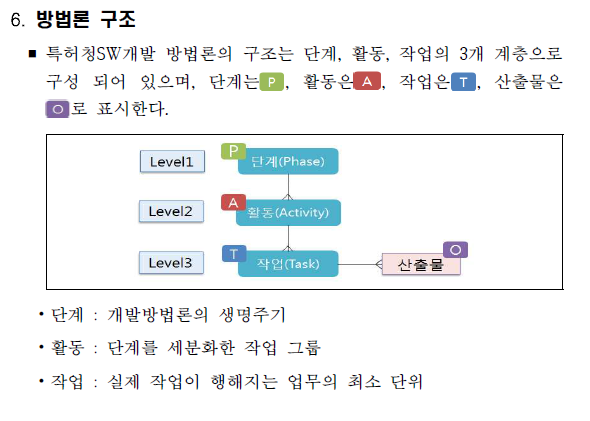 6. 방법론 구조
■ 특허청SW개발 방법론의 구조는 단계, 활동, 작업의 3개 계층으로
구성 되어 있으며, 단계는 P, 활동은 A, 작업은 T, 산출물은
O로 표시한다.
P
Level1 단계(Phase)
A
Level2 활동(Activity)
T O
Level3 작업(Task) 산출물
• 단계 : 개발방법론의 생명주기
• 활동 : 단계를 세분화한 작업 그룹
• 작업 : 실제 작업이 행해지는 업무의 최소 단위